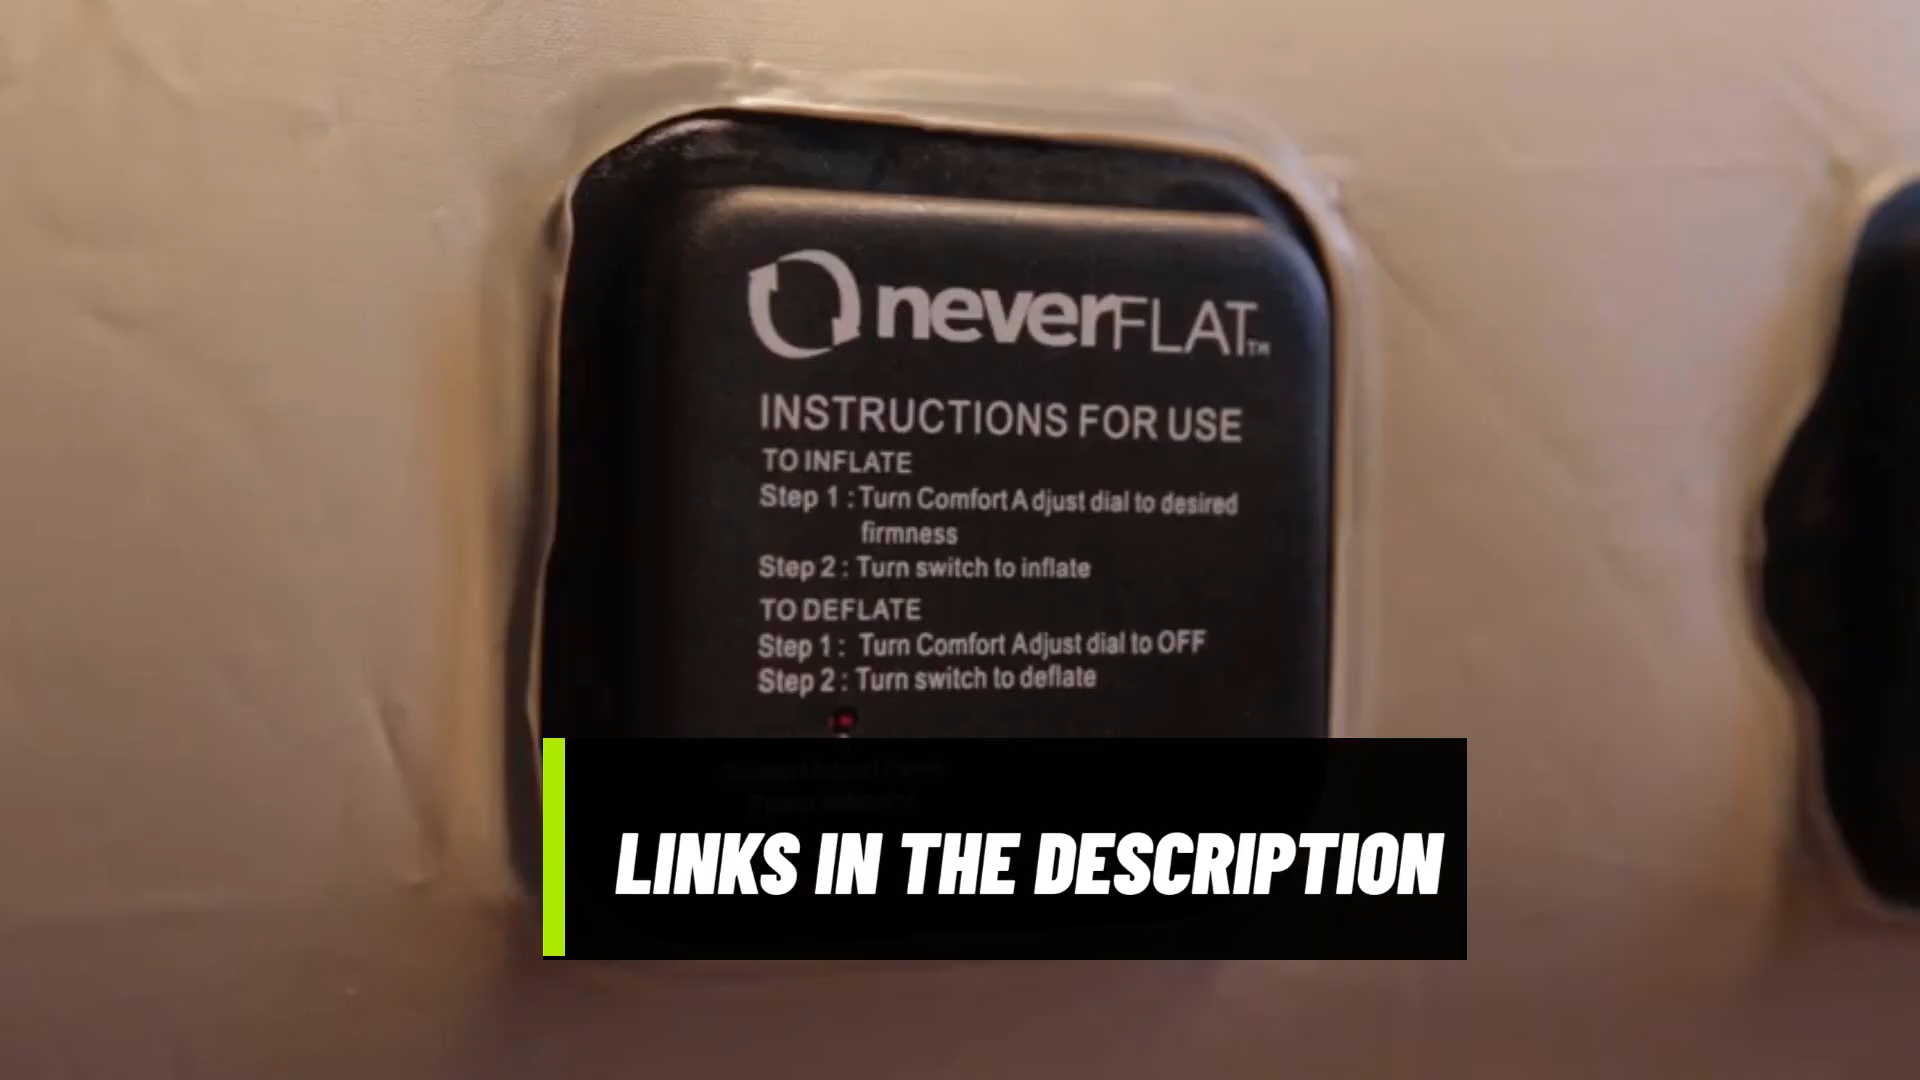 neverFLAT™
INSTRUCTIONS FOR USE
TO INFLATE
Step 1 : Turn Comfort Adjust dial to desired
firmness
Step 2 : Turn switch to inflate
TO DEFLATE
Step 1 : Turn Comfort Adjust dial to OFF
Step 2 : Turn switch to deflate
LINKS IN THE DESCRIPTION